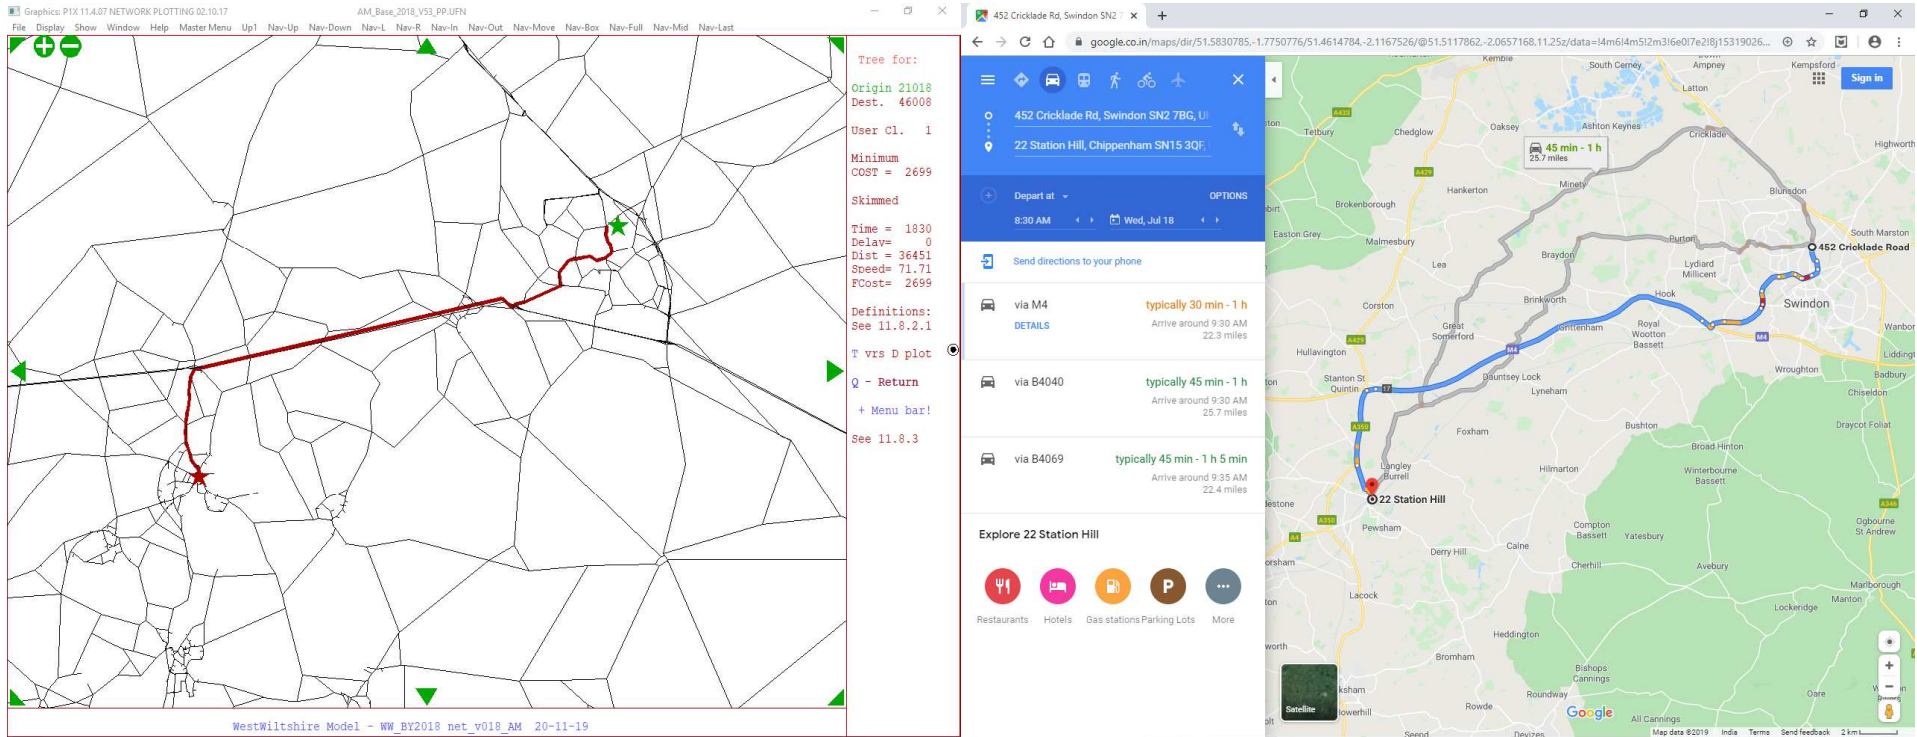 Graphics: P1X 11.4.07 NETWORK PLOTTING 02.10.17
AM_Base_2018_V53_PP.UFN
File Display Show Window Help Master Menu Up1 Nav-Up Nav-Down Nav-L Nav-R Nav-In Nav-Out Nav-Move Nav-Box Nav-Full Nav-Mid Nav-Last
Tree for:
Origin 21018
Dest. 46008
User Cl. 1
Minimum
COST = 2699
Skimmed
Time = 1830
Delay= 0
Dist = 36451
Speed= 71.71
FCost= 2699
Definitions:
See 11.8.2.1
T vrs D plot
Q - Return
+ Menu bar!
See 11.8.3
WestWiltshire Model - WW_BY2018 net_v018_AM 20-11-19
452 Cricklade Rd, Swindon SN2 7
google.co.in/maps/dir/51.5830785,-1.7750776/51.4614784,-2.1167526/@51.5117862,-2.0657168,11.25z/data=!4m6!4m5!2m3!6e0!7e2!8j15319026...
452 Cricklade Rd, Swindon SN2 7BG, U
22 Station Hill, Chippenham SN15 3QF,
Depart at
OPTIONS
8:30 AM
Wed, Jul 18
Send directions to your phone
via M4
typically 30 min - 1 h
DETAILS
Arrive around 9:30 AM
22.3 miles
via B4040
typically 45 min - 1 h
Arrive around 9:30 AM
25.7 miles
via B4069
typically 45 min - 1 h 5 min
Arrive around 9:35 AM
22.4 miles
Explore 22 Station Hill
P
Restaurants
Hotels
Gas stations
Parking Lots
More
Sign in
Kemble
South Cerney
Down
Ampney
Kempsford
Latton
A433
Tetbury
Chedglow
Oaksey
Ashton Keynes
Cricklade
45 min - 1 h
25.7 miles
Highworth
A429
Hankerton
Minety
Blunsdon
Brokenborough
Easton Grey
Malmesbury
South Marston
Purton
452 Cricklade Road
Braydon
Lea
Lydiard
Millicent
Corston
Brinkworth
Hook
Swindon
Great
Somerford
Grittenham
Royal
Wootton
Bassett
A429
M4
M4
Wanbor
Hullavington
Liddingt
Stanton St
Quintin
17
Dauntsey Lock
Lyneham
Wroughton
Badbury
Chiseldon
A350
Foxham
Bushton
Draycot Foliat
Broad Hinton
Langley
Burrell
Hilmarton
Winterbourne
Bassett
22 Station Hill
A346
A350
Pewsham
Compton
Bassett
Yatesbury
Ogbourne
St Andrew
A4
Derry Hill
Calne
Cherhill
Avebury
Marlborough
Lacock
Lockeridge
Manton
Heddington
Bromham
Bishops
Cannings
Roundway
Rowde
Oare
All Cannings
Devizes
Satellite
Google
Map data ©2019 India Terms Send feedback 2 km